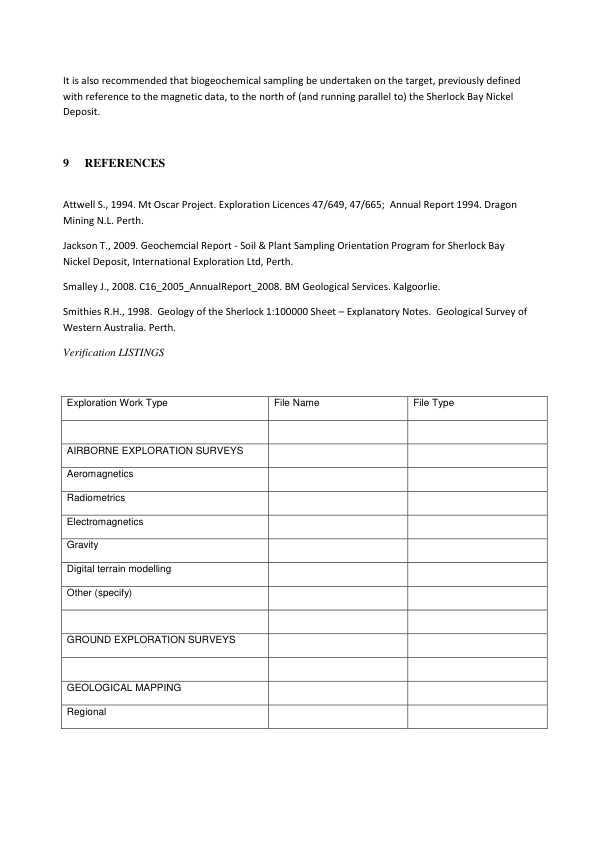 It is also recommended that biogeochemical sampling be undertaken on the target, previously defined
with reference to the magnetic data, to the north of (and running parallel to) the Sherlock Bay Nickel
Deposit.
9 REFERENCES
Attwell S., 1994. Mt Oscar Project. Exploration Licences 47/649, 47/665; Annual Report 1994. Dragon
Mining N.L. Perth.
Jackson T., 2009. Geochemcial Report - Soil & Plant Sampling Orientation Program for Sherlock Bay
Nickel Deposit, International Exploration Ltd, Perth.
Smalley J., 2008. C16_2005_AnnualReport_2008. BM Geological Services. Kalgoorlie.
Smithies R.H., 1998. Geology of the Sherlock 1:100000 Sheet – Explanatory Notes. Geological Survey of
Western Australia. Perth.
Verification LISTINGS
Exploration Work Type File Name File Type
AIRBORNE EXPLORATION SURVEYS
Aeromagnetics
Radiometrics
Electromagnetics
Gravity
Digital terrain modelling
Other (specify)
GROUND EXPLORATION SURVEYS
GEOLOGICAL MAPPING
Regional